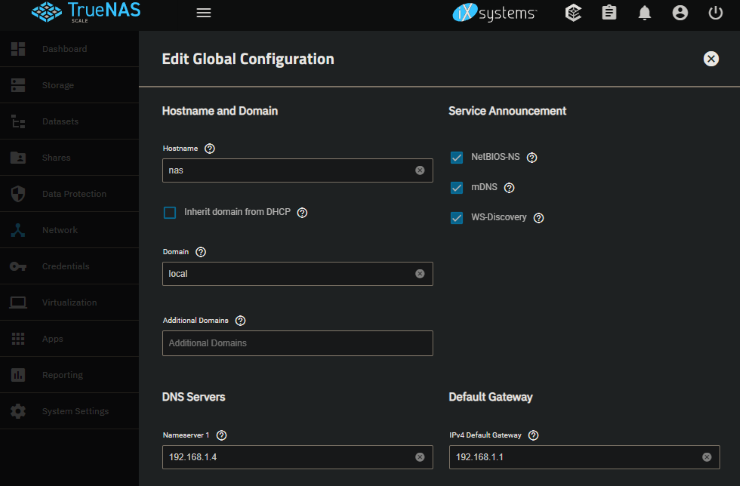 TrueNAS
SCALE
iXsystems
Dashboard
Storage
Datasets
Shares
Data Protection
Network
Credentials
Virtualization
Apps
Reporting
System Settings
Edit Global Configuration
Hostname and Domain
Hostname
nas
Inherit domain from DHCP
Domain
local
Additional Domains
Additional Domains
Service Announcement
NetBIOS-NS
mDNS
WS-Discovery
DNS Servers
Nameserver 1
192.168.1.4
Default Gateway
IPv4 Default Gateway
192.168.1.1